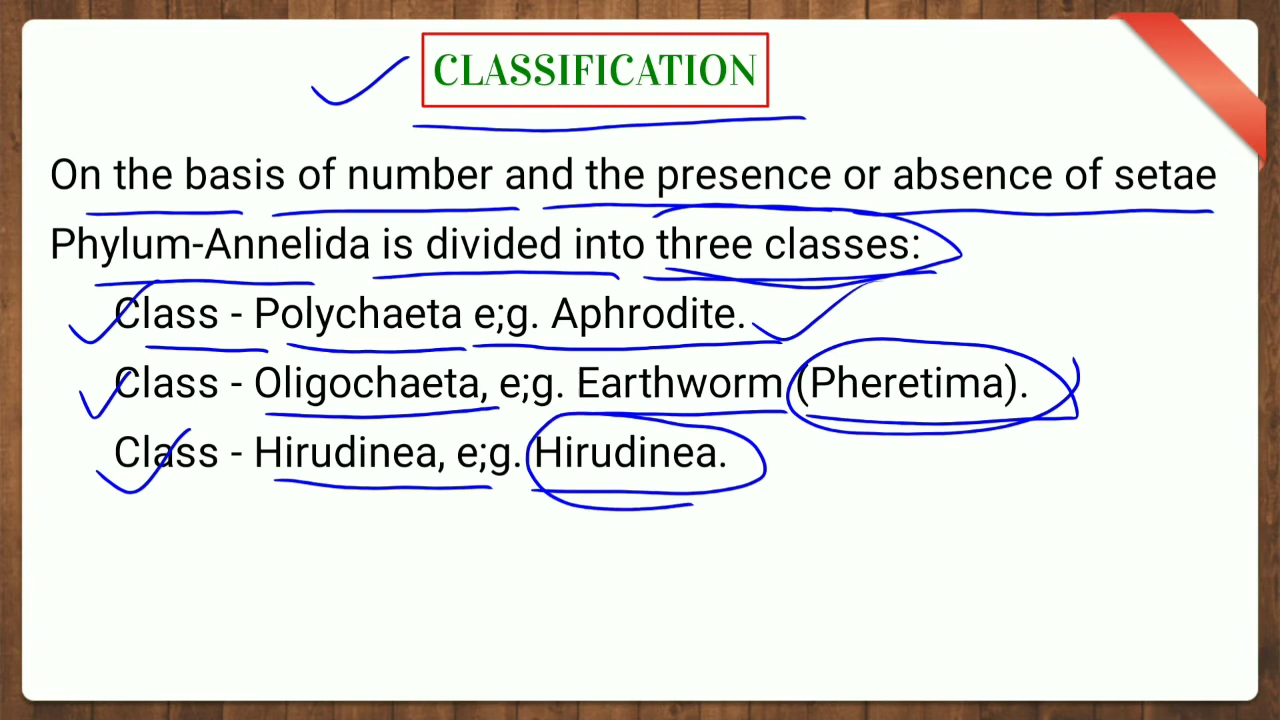 CLASSIFICATION
On the basis of number and the presence or absence of setae
Phylum-Annelida is divided into three classes:
Class - Polychaeta e;g. Aphrodite.
Class - Oligochaeta, e;g. Earthworm (Pheretima).
Class - Hirudinea, e;g. Hirudinea.